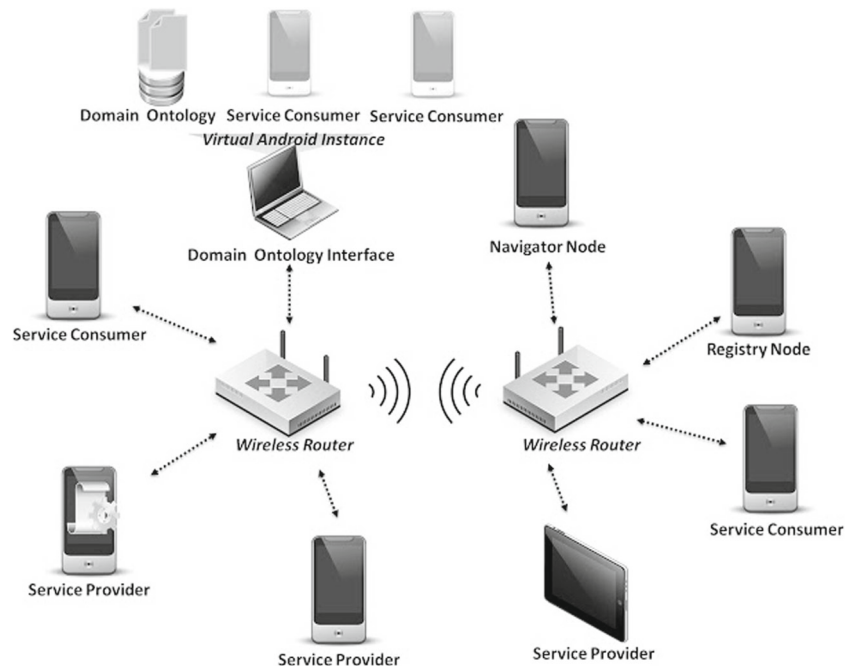 Domain Ontology
Service Consumer
Service Consumer
Virtual Android Instance
Domain Ontology Interface
Navigator Node
Service Consumer
Registry Node
Wireless Router
Wireless Router
Service Consumer
Service Provider
Service Provider
Service Provider